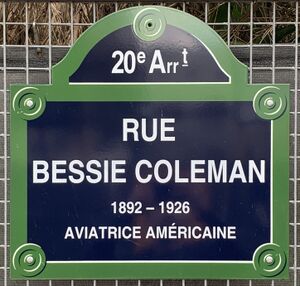 20e Arrt
RUE
BESSIE COLEMAN
1892 – 1926
AVIATRICE AMÉRICAINE